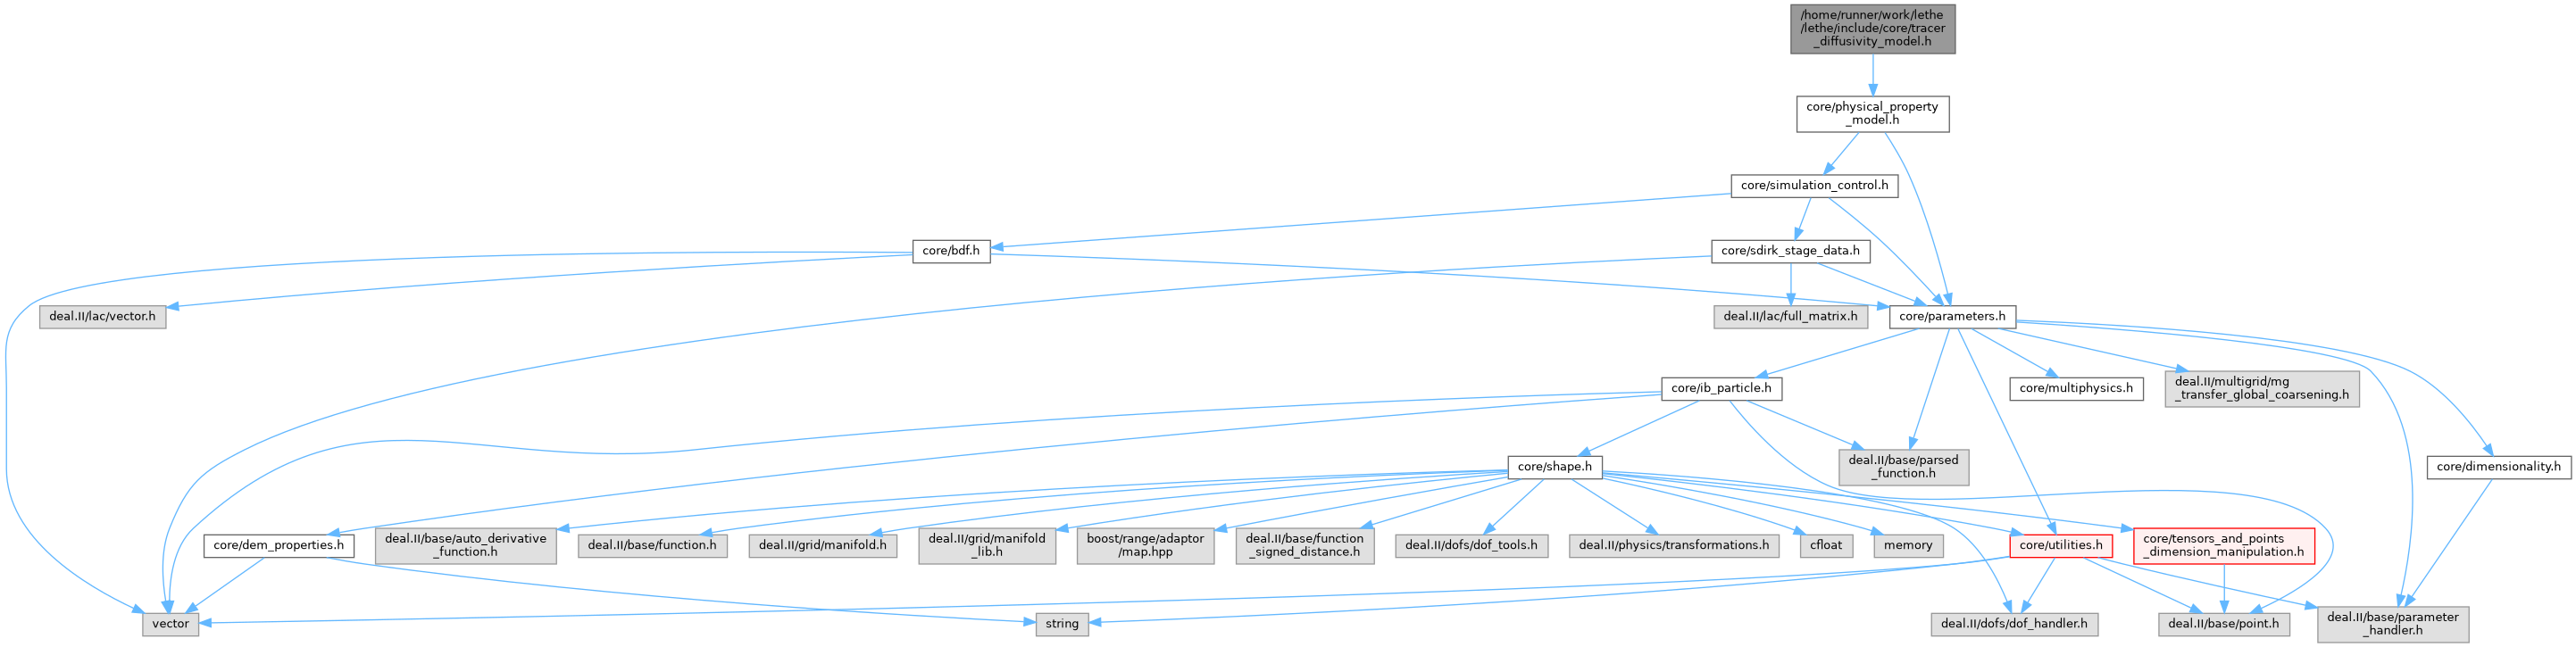 /home/runner/work/lethe
/lethe/include/core/tracer
_diffusivity_model.h
core/physical_property
_model.h
core/simulation_control.h
core/bdf.h
core/sdirk_stage_data.h
deal.II/lac/vector.h
deal.II/lac/full_matrix.h
core/parameters.h
core/ib_particle.h
core/multiphysics.h
deal.II/multigrid/mg
_transfer_global_coarsening.h
core/shape.h
deal.II/base/parsed
_function.h
core/dimensionality.h
core/dem_properties.h
deal.II/base/auto_derivative
_function.h
deal.II/base/function.h
deal.II/grid/manifold.h
deal.II/grid/manifold
_lib.h
boost/range/adaptor
/map.hpp
deal.II/base/function
_signed_distance.h
deal.II/dofs/dof_tools.h
deal.II/physics/transformations.h
cfloat
memory
core/utilities.h
core/tensors_and_points
_dimension_manipulation.h
vector
string
deal.II/dofs/dof_handler.h
deal.II/base/point.h
deal.II/base/parameter
_handler.h